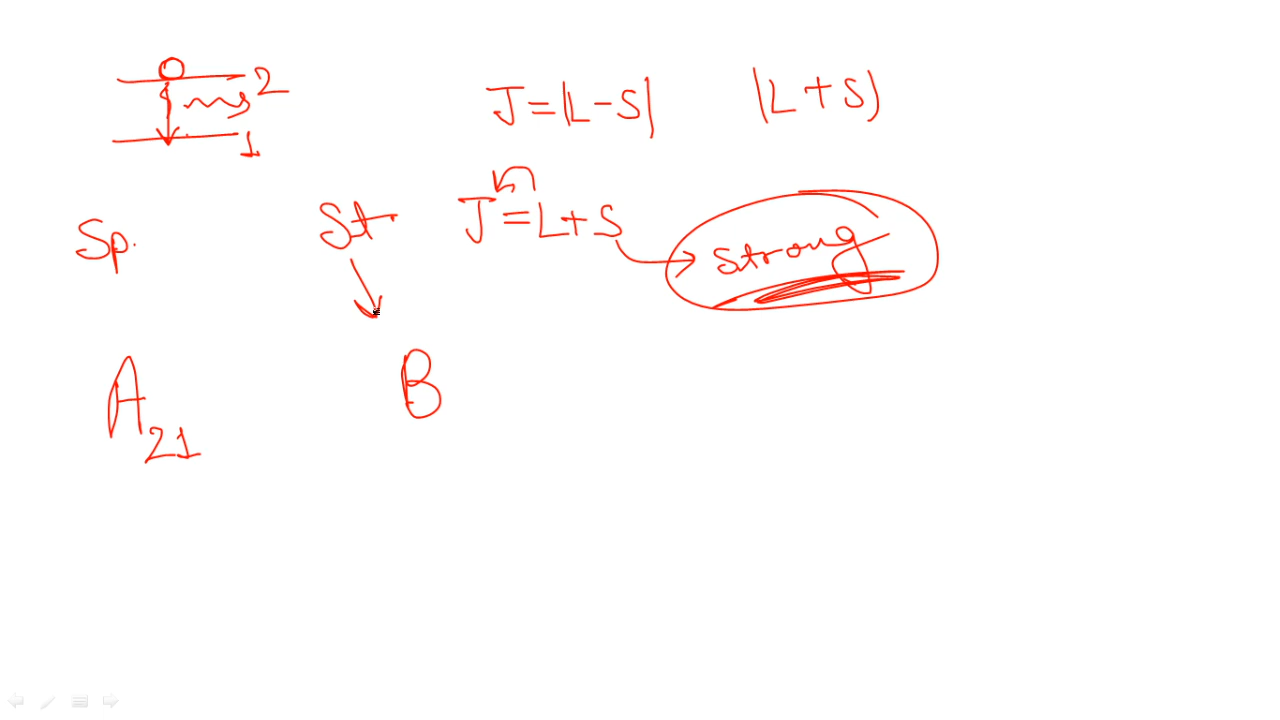 2
1
J = |L - S| |L + S|
Sp. St J = L + S → strong
A21 B